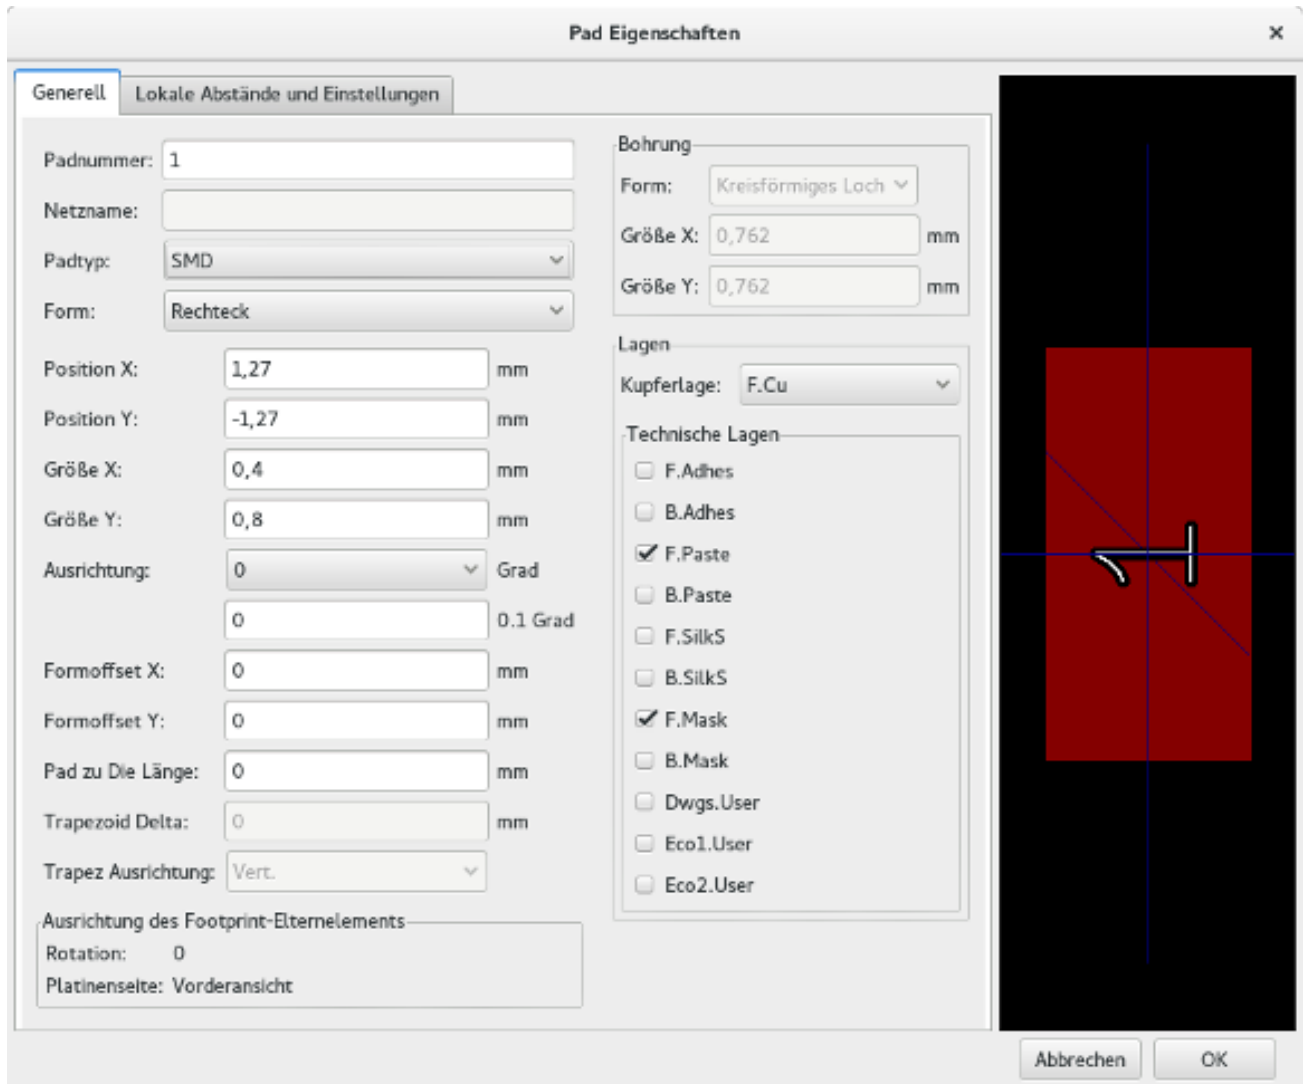 Pad Eigenschaften
×
Generell
Lokale Abstände und Einstellungen
Padnummer: 1
Netzname:
Padtyp: SMD
Form: Rechteck
Position X: 1,27 mm
Position Y: -1,27 mm
Größe X: 0,4 mm
Größe Y: 0,8 mm
Ausrichtung: 0 Grad
0 0.1 Grad
Formoffset X: 0 mm
Formoffset Y: 0 mm
Pad zu Die Länge: 0 mm
Trapezoid Delta: 0 mm
Trapez Ausrichtung: Vert.
Ausrichtung des Footprint-Elternelements
Rotation: 0
Platinenseite: Vorderansicht
Bohrung
Form: Kreisförmiges Loch
Größe X: 0,762 mm
Größe Y: 0,762 mm
Lagen
Kupferlage: F.Cu
Technische Lagen
F.Adhes
B.Adhes
F.Paste
B.Paste
F.SilkS
B.SilkS
F.Mask
B.Mask
Dwgs.User
Eco1.User
Eco2.User
1
Abbrechen
OK